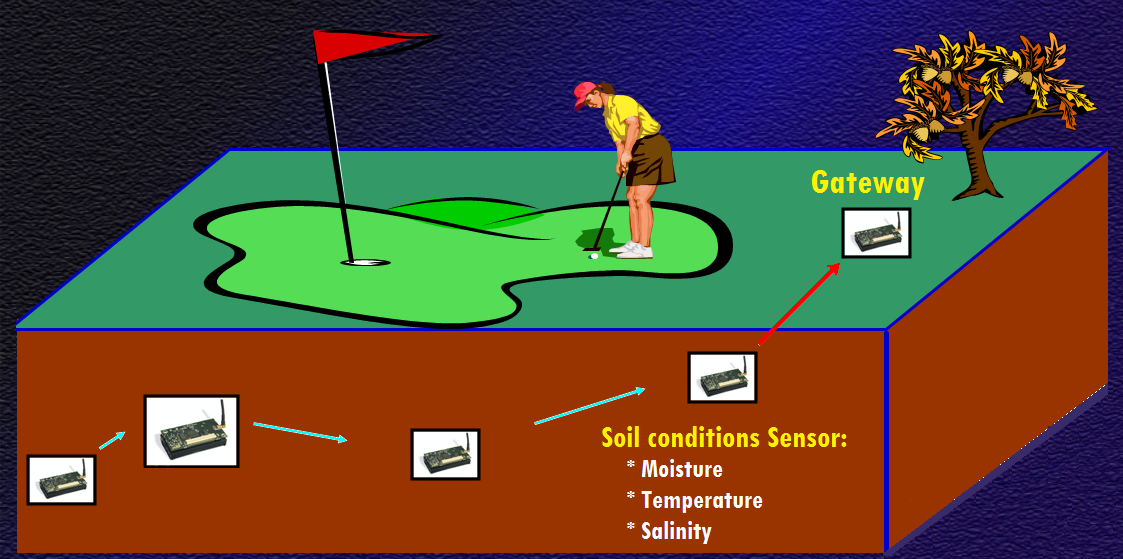 Gateway
Soil conditions Sensor:
* Moisture
* Temperature
* Salinity